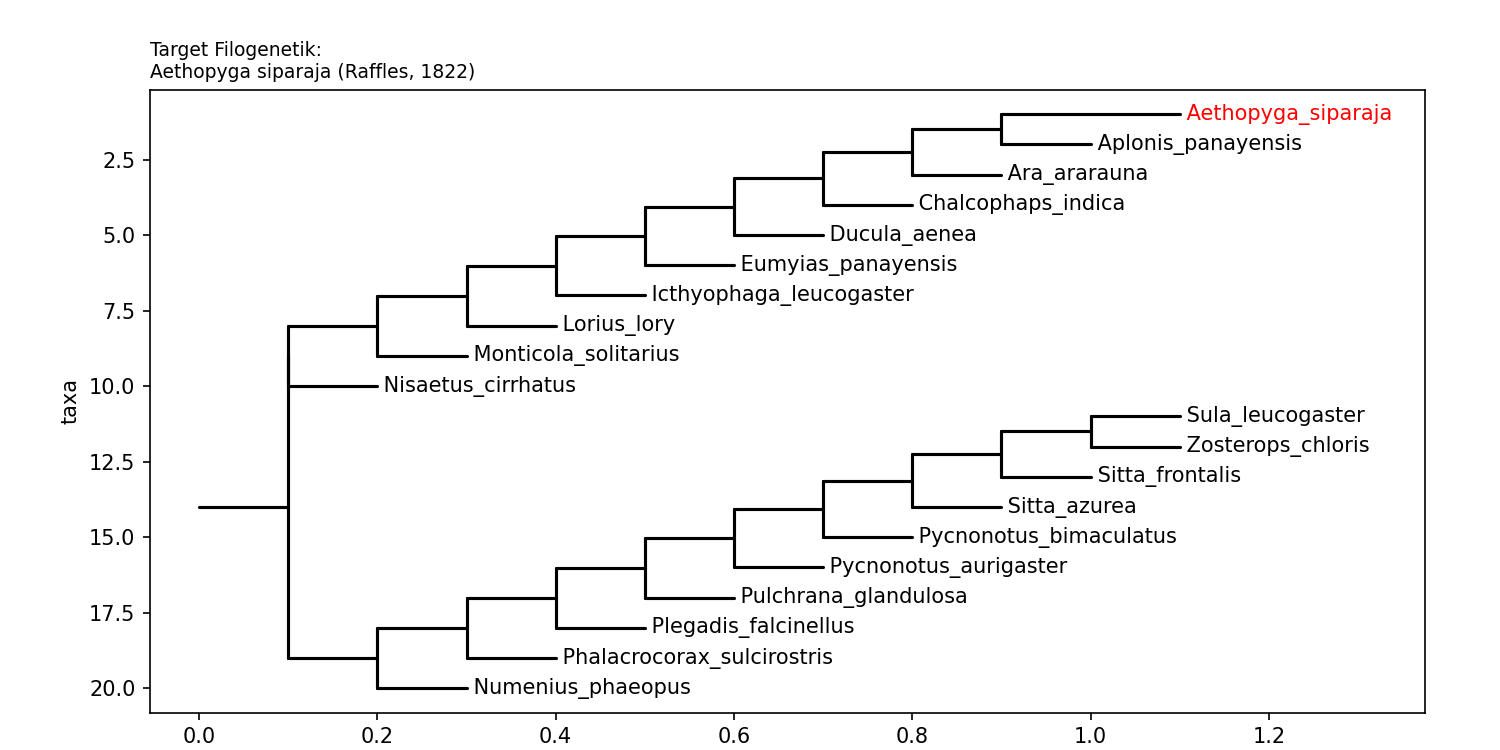 Target Filogenetik:
Aethopyga siparaja (Raffles, 1822)
Aethopyga_siparaja
Aplonis_panayensis
2.5
Ara_ararauna
Chalcophaps_indica
5.0
Ducula_aenea
Eumyias_panayensis
Icthyophaga_leucogaster
7.5
Lorius_lory
Monticola_solitarius
10.0
Nisaetus_cirrhatus
taxa
Sula_leucogaster
Zosterops_chloris
12.5
Sitta_frontalis
Sitta_azurea
15.0
Pycnonotus_bimaculatus
Pycnonotus_aurigaster
Pulchrana_glandulosa
17.5
Plegadis_falcinellus
Phalacrocorax_sulcirostris
20.0
Numenius_phaeopus
0.0 0.2 0.4 0.6 0.8 1.0 1.2